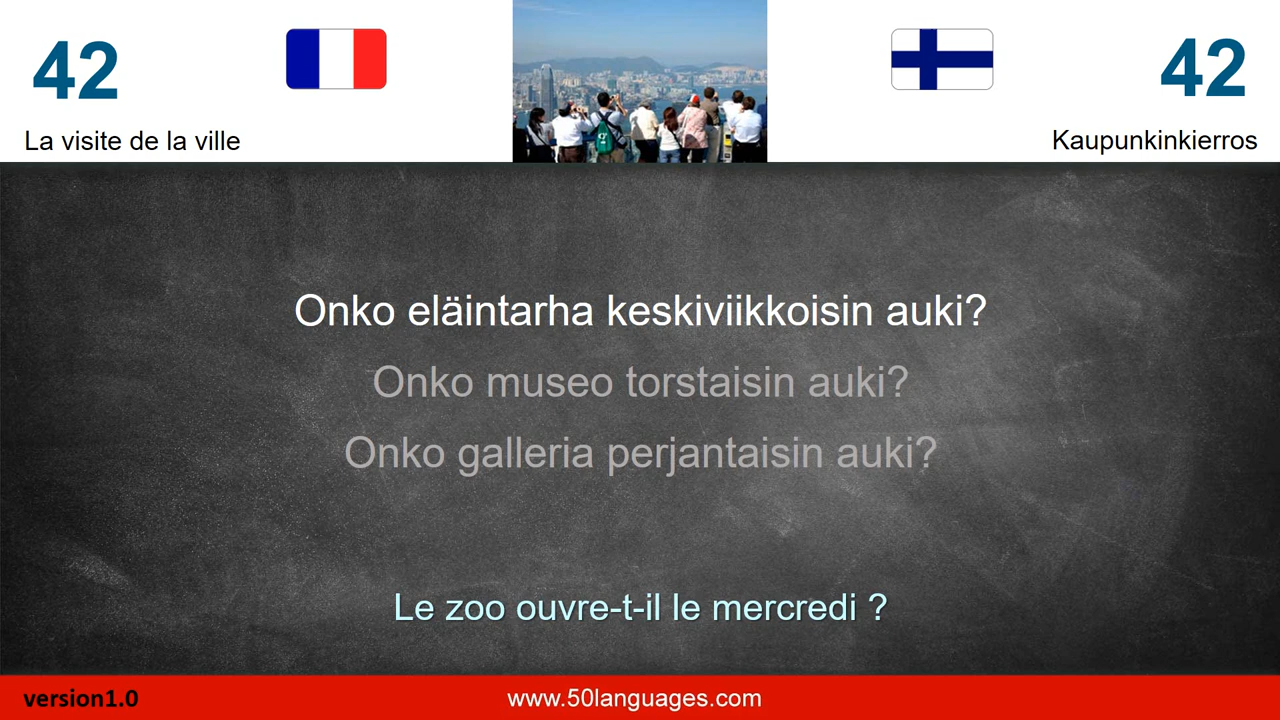 42
42
La visite de la ville
Kaupunkinkierros
Onko eläintarha keskiviikkoisin auki?
Onko museo torstaisin auki?
Onko galleria perjantaisin auki?
Le zoo ouvre-t-il le mercredi ?
version1.0
www.50languages.com